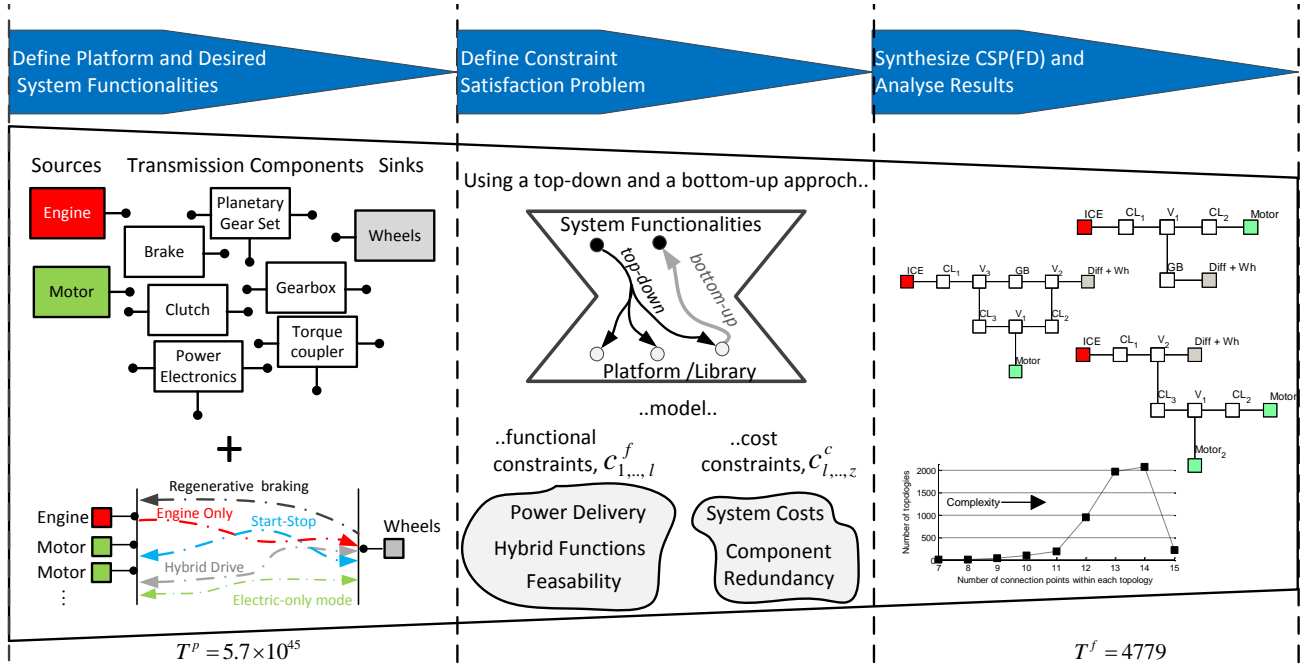 Define Platform and Desired
System Functionalities
Define Constraint
Satisfaction Problem
Synthesize CSP(FD) and
Analyse Results
Sources
Transmission Components
Sinks
Engine
Planetary
Gear Set
Wheels
Brake
Motor
Gearbox
Clutch
Torque
coupler
Power
Electronics
+
Regenerative braking
Engine
Engine Only
Start-Stop
Wheels
Motor
Motor
Hybrid Drive
⋮
Electric-only mode
T^p = 5.7×10^45
Using a top-down and a bottom-up approch..
System Functionalities
top-down
bottom-up
Platform /Library
..model..
..functional
constraints, c^f_1,..,l
..cost
constraints, c^c_l,..,z
Power Delivery
Hybrid Functions
Feasability
System Costs
Component
Redundancy
ICE
CL1
V1
CL2
Motor
GB
Diff + Wh
ICE
CL1
V3
GB
V2
Diff + Wh
CL3
V1
CL2
Motor
ICE
CL1
V2
Diff + Wh
CL3
V1
CL2
Motor
Motor2
Number of topologies
2000
1500
1000
500
0
Complexity
7 8 9 10 11 12 13 14 15
Number of connection points within each topology
T^f = 4779